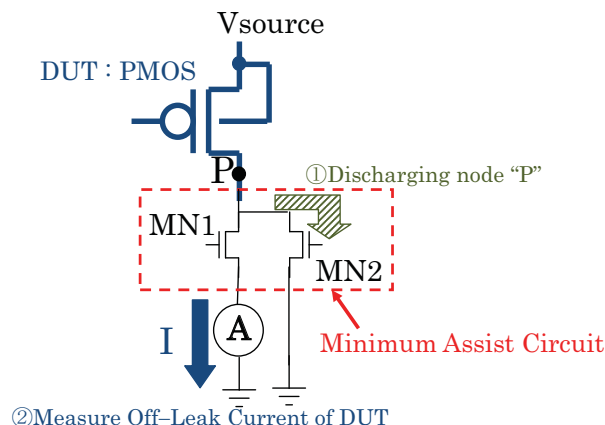 Vsource
DUT : PMOS
P
①Discharging node “P”
MN1
MN2
A
I
Minimum Assist Circuit
②Measure Off–Leak Current of DUT